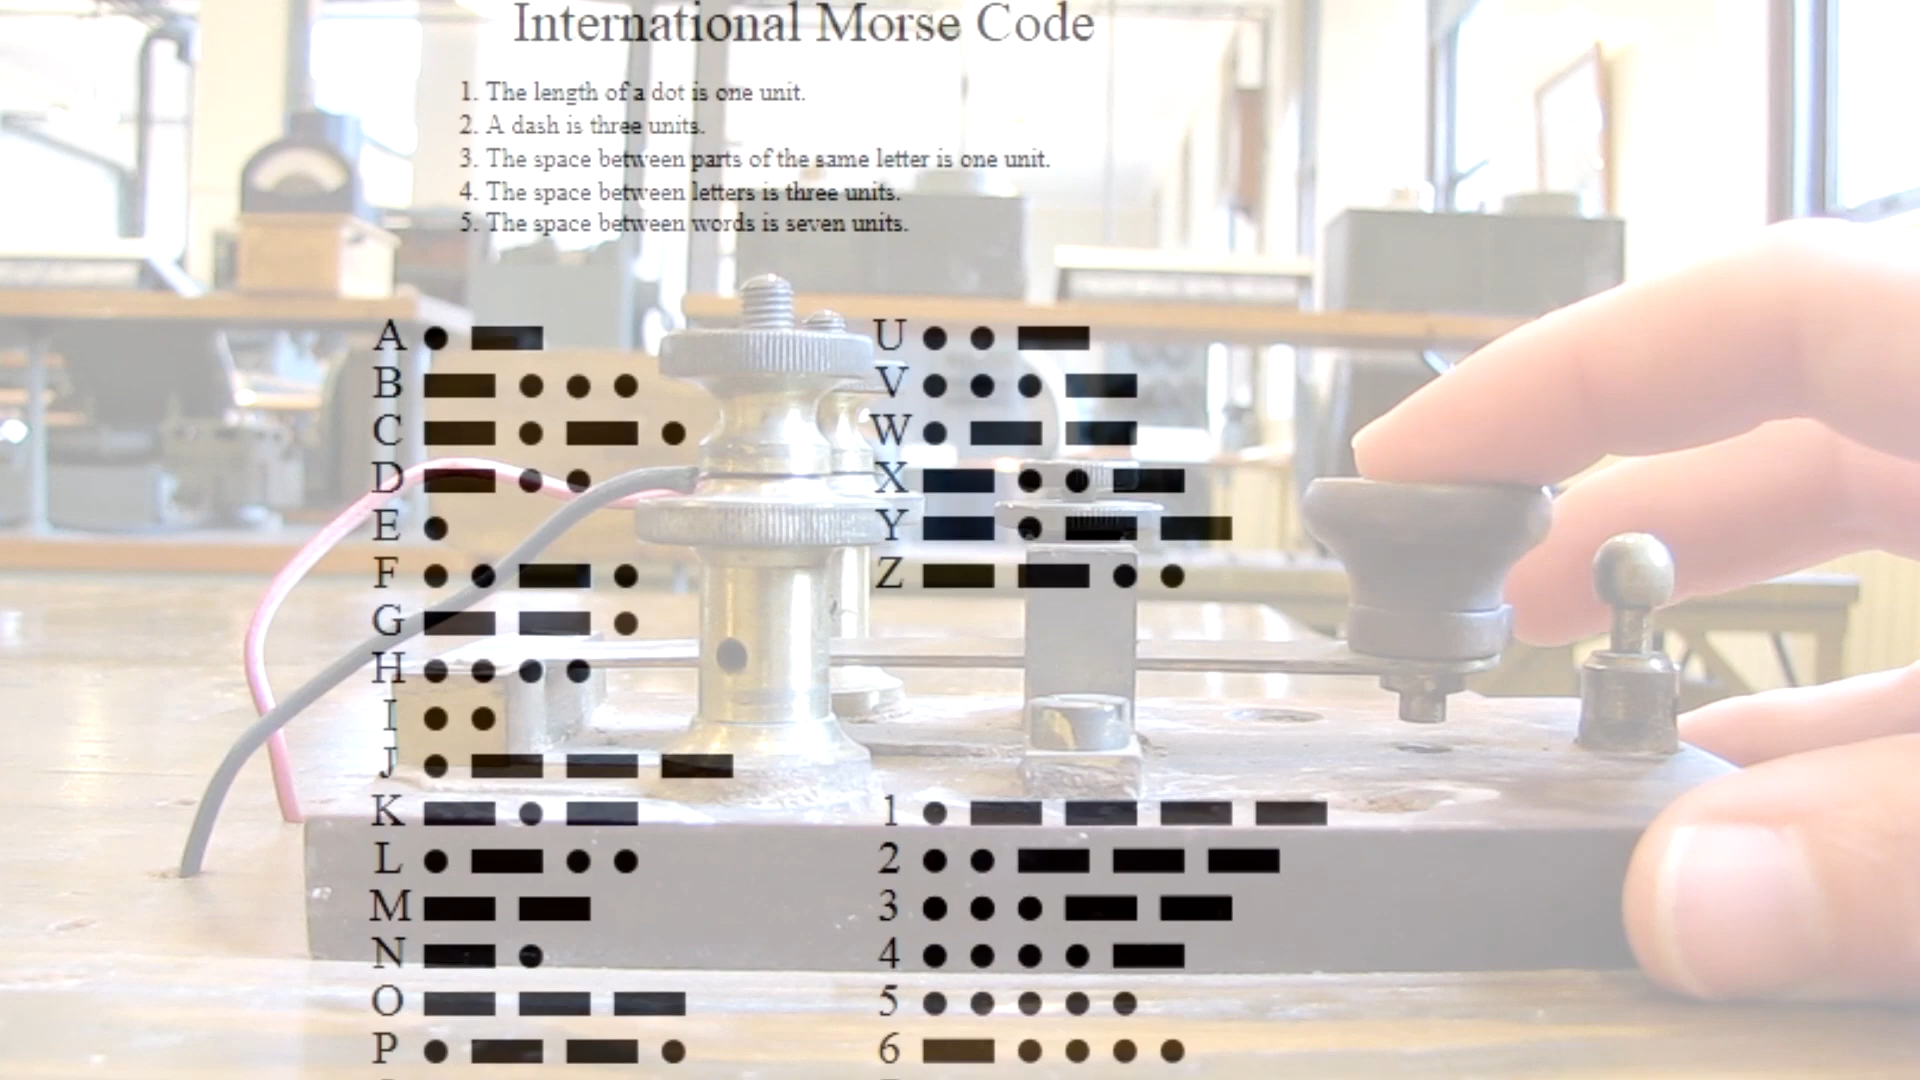 International Morse Code
1. The length of a dot is one unit.
2. A dash is three units.
3. The space between parts of the same letter is one unit.
4. The space between letters is three units.
5. The space between words is seven units.
A ● ▬
B ▬ ● ● ●
C ▬ ● ▬ ●
D ▬ ● ●
E ●
F ● ● ▬ ●
G ▬ ▬ ●
H ● ● ● ●
I ● ●
J ● ▬ ▬ ▬
K ▬ ● ▬
L ● ▬ ● ●
M ▬ ▬
N ▬ ●
O ▬ ▬ ▬
P ● ▬ ▬ ●
U ● ● ▬
V ● ● ● ▬
W ● ▬ ▬
X ▬ ● ● ▬
Y ▬ ● ▬ ▬
Z ▬ ▬ ● ●
1 ● ▬ ▬ ▬ ▬
2 ● ● ▬ ▬ ▬
3 ● ● ● ▬ ▬
4 ● ● ● ● ▬
5 ● ● ● ● ●
6 ▬ ● ● ● ●